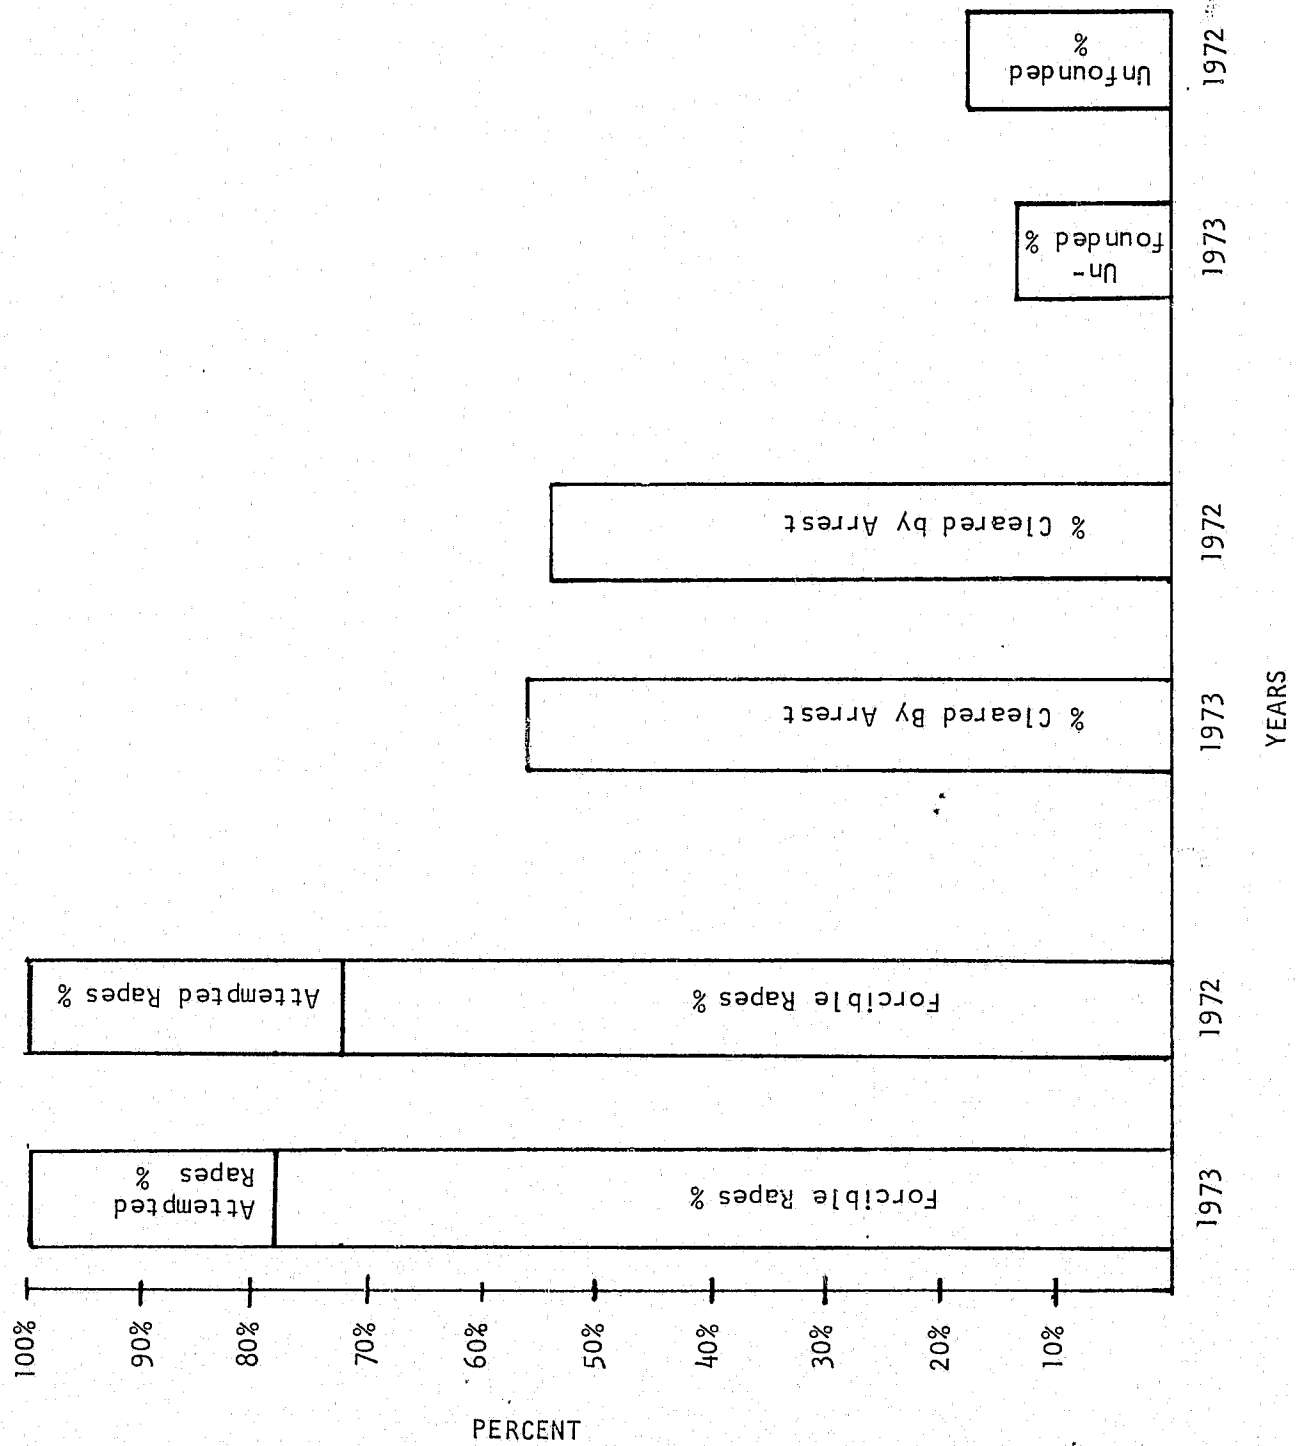 100%
90%
80%
70%
60%
50%
40%
30%
20%
10%
PERCENT
Attempted
Rapes %
Forcible Rapes %
1973
Attempted Rapes %
Forcible Rapes %
1972
% Cleared By Arrest
1973
% Cleared by Arrest
1972
Un-
founded %
1973
Unfounded
%
1972
YEARS